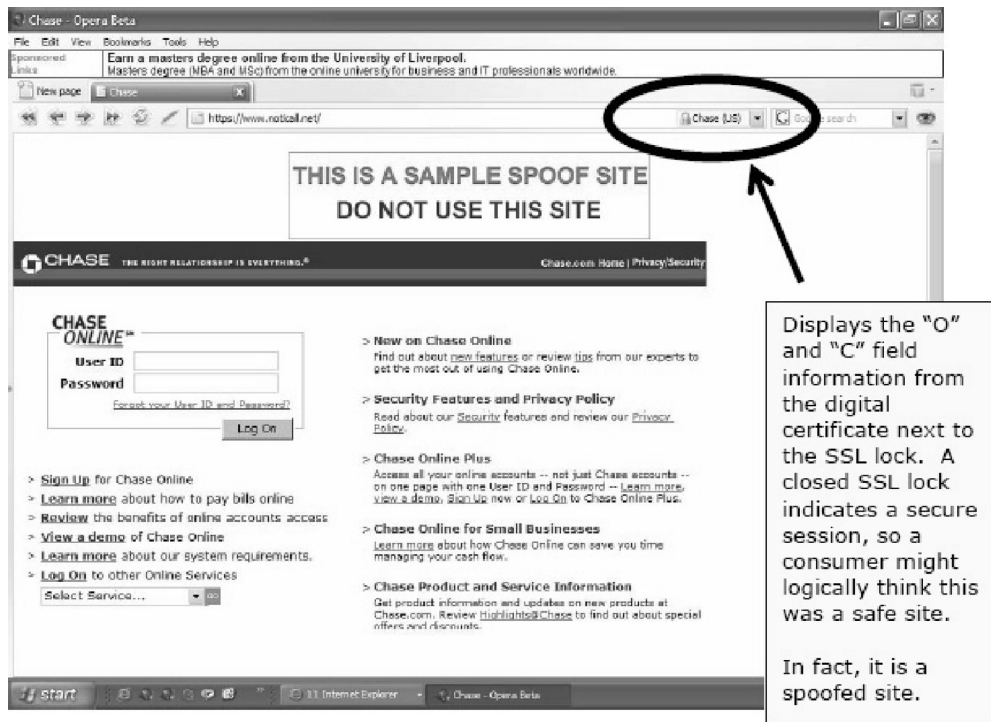 Chase - Opera Beta
File Edit View Bookmarks Tools Help
Sponsored Links
Earn a masters degree online from the University of Liverpool.
Masters degree (MBA and MSc) from the online university for business and IT professionals worldwide.
New page Chase
https://www.noticall.net/ Chase (US) Go e search
THIS IS A SAMPLE SPOOF SITE
DO NOT USE THIS SITE
CHASE THE RIGHT RELATIONSHIP IS EVERYTHING.® Chase.com Home | Privacy/Security
CHASE
ONLINE℠
User ID
Password
Forgot your User ID and Password?
Log On
> Sign Up for Chase Online
> Learn more about how to pay bills online
> Review the benefits of online accounts access
> View a demo of Chase Online
> Learn more about our system requirements.
> Log On to other Online Services
Select Service... GO
> New on Chase Online
Find out about new features or review tips from our experts to
get the most out of using Chase Online.
> Security Features and Privacy Policy
Read about our Security features and review our Privacy
Policy.
> Chase Online Plus
Access all your online accounts -- not just Chase accounts --
on one page with one User ID and Password -- Learn more,
view a demo, Sign Up now or Log On to Chase Online Plus.
> Chase Online for Small Businesses
Learn more about how Chase Online can save you time
managing your cash flow.
> Chase Product and Service Information
Get product information and updates on new products at
Chase.com. Review Highlights@Chase to find out about special
offers and discounts.
Displays the “O”
and “C” field
information from
the digital
certificate next to
the SSL lock. A
closed SSL lock
indicates a secure
session, so a
consumer might
logically think this
was a safe site.
In fact, it is a
spoofed site.
start 11 Internet Explorer Chase - Opera Beta